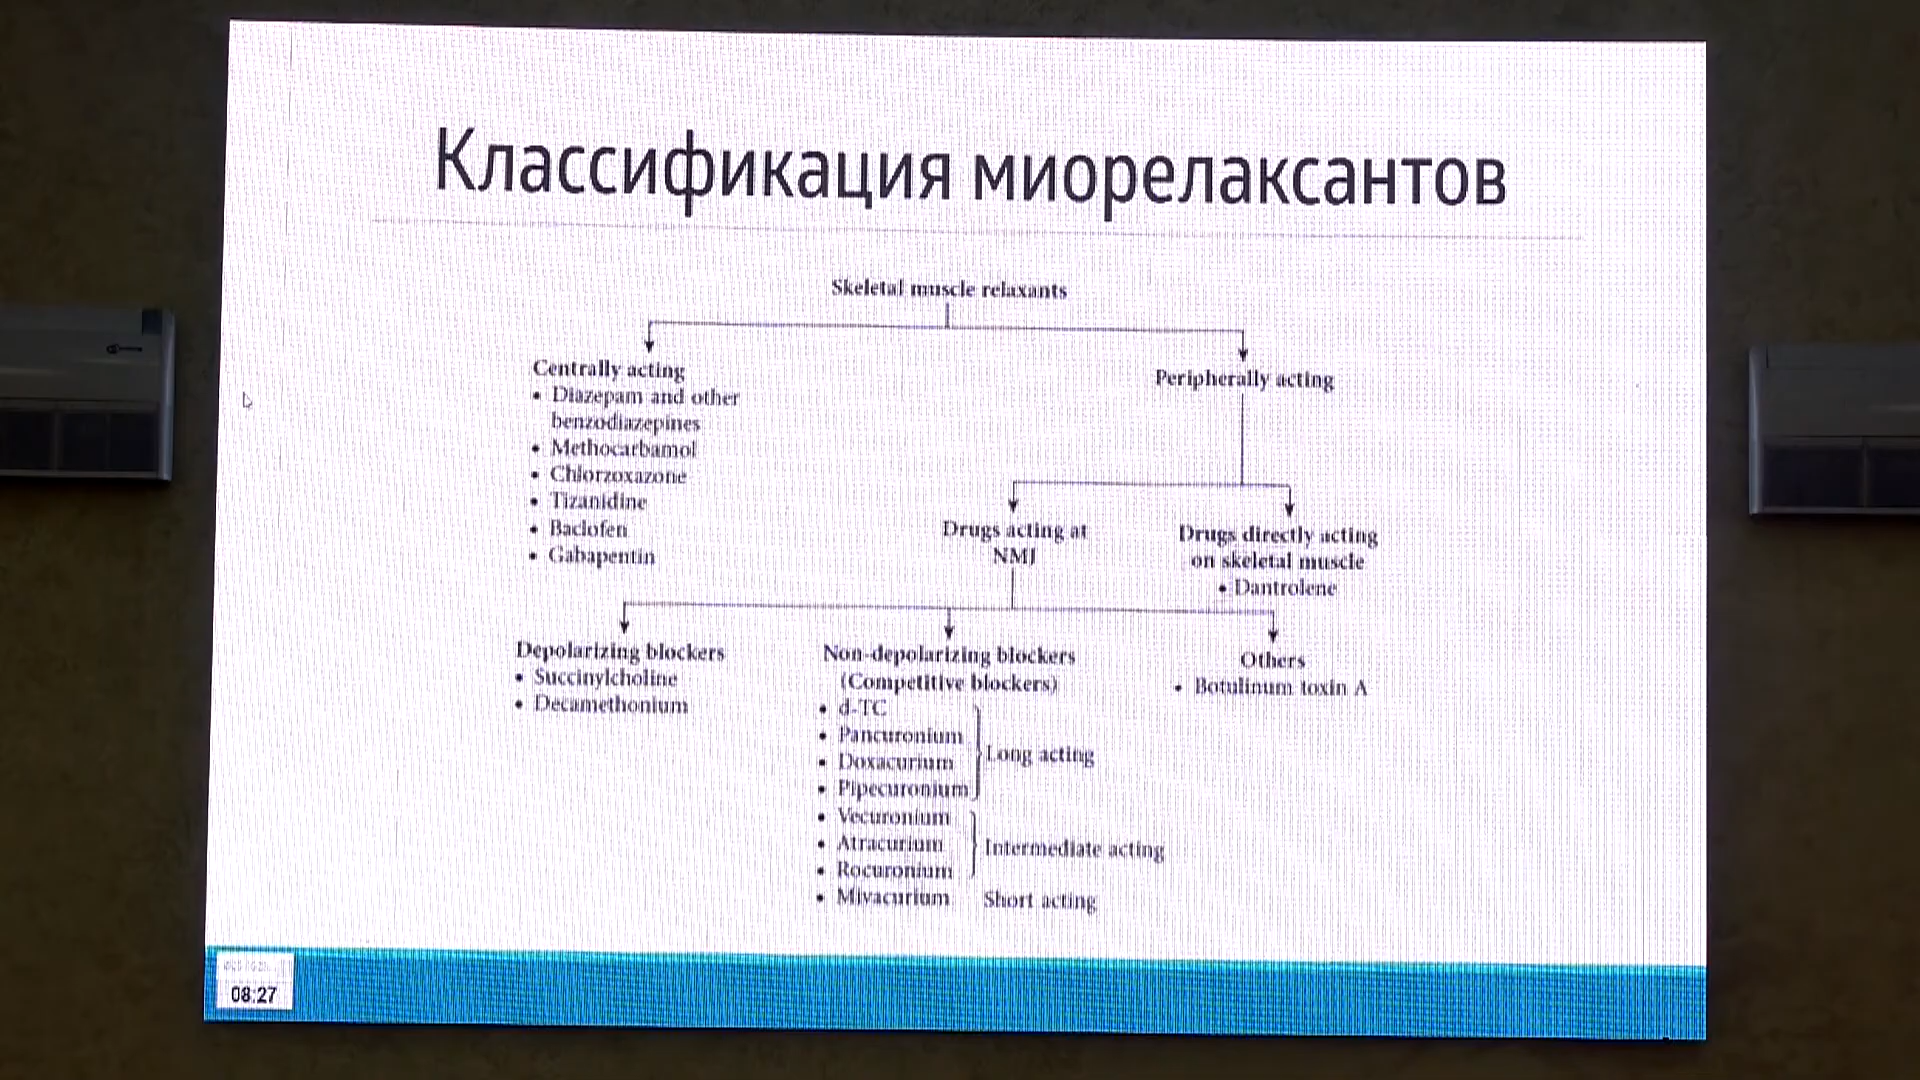 Классификация миорелаксантов
Skeletal muscle relaxants
Centrally acting
• Diazepam and other
benzodiazepines
• Methocarbamol
• Chlorzoxazone
• Tizanidine
• Baclofen
• Gabapentin
Peripherally acting
Drugs acting at
NMJ
Drugs directly acting
on skeletal muscle
• Dantrolene
Depolarizing blockers
• Succinylcholine
• Decamethonium
Non-depolarizing blockers
(Competitive blockers)
• d-TC
• Pancuronium
• Doxacurium
• Pipecuronium
Long acting
• Vecuronium
• Atracurium
• Rocuronium
Intermediate acting
• Mivacurium
Short acting
Others
• Botulinum toxin A
08:27